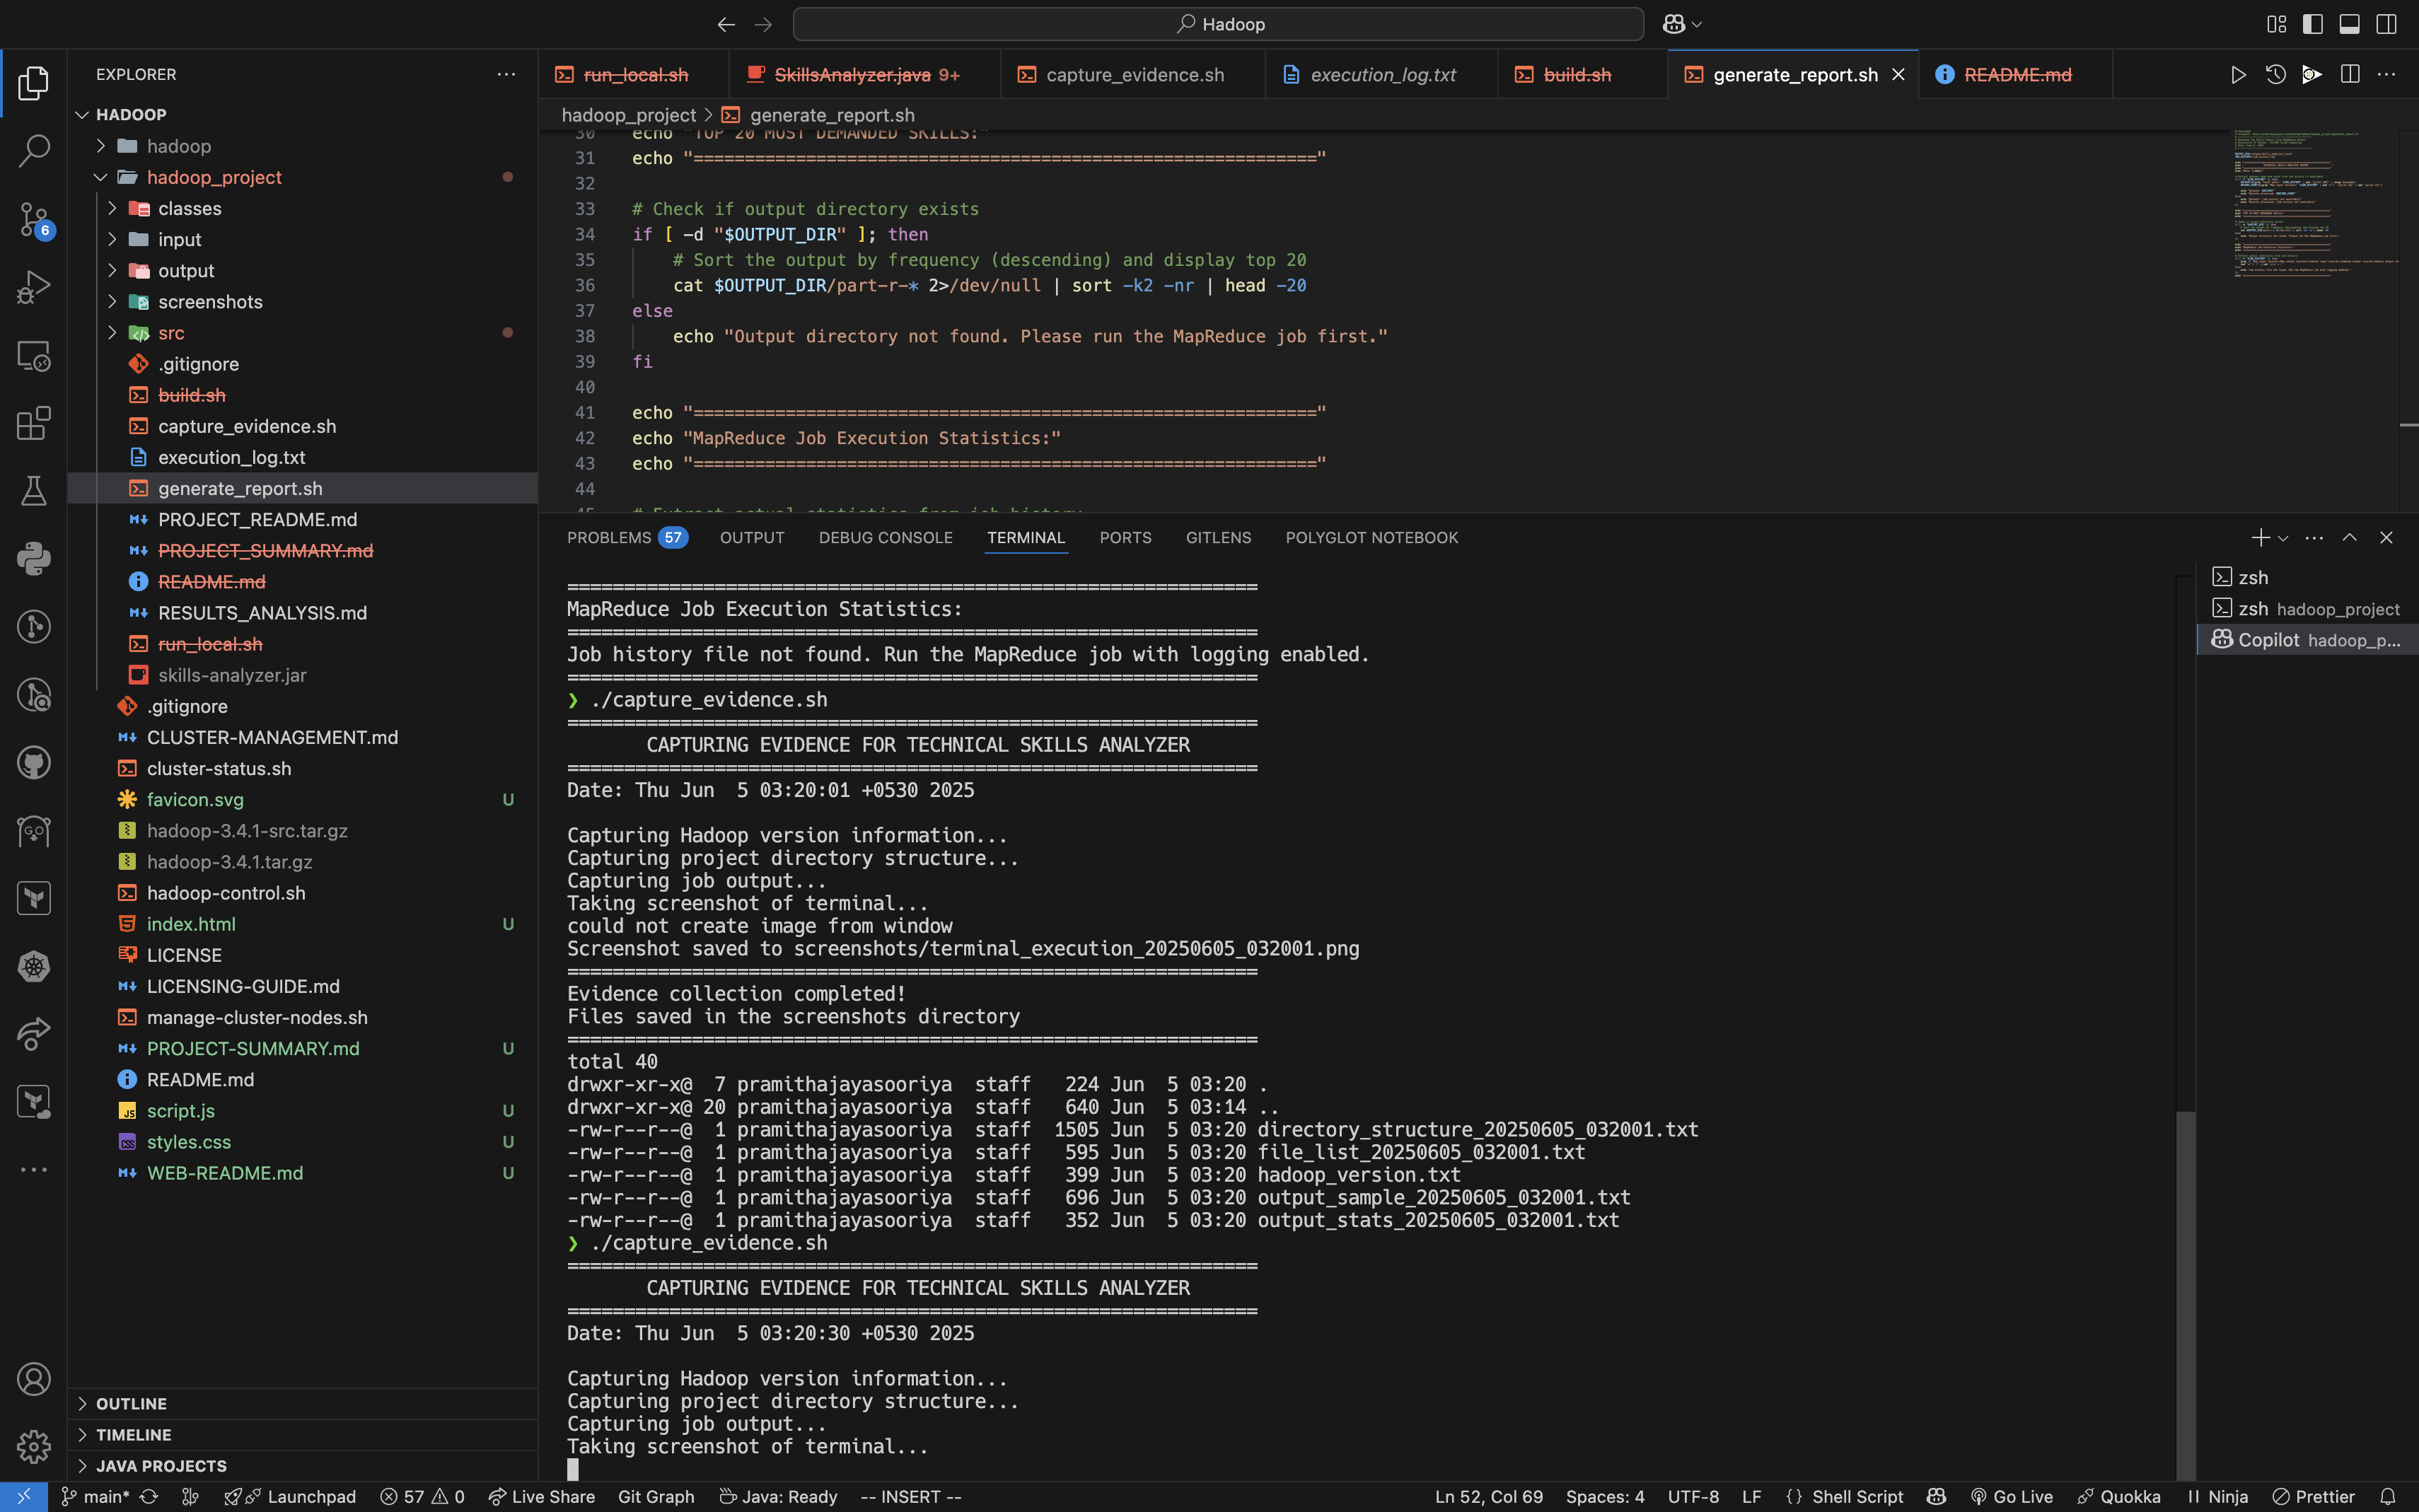 Hadoop
EXPLORER
HADOOP
hadoop
hadoop_project
classes
input
output
screenshots
src
.gitignore
build.sh
capture_evidence.sh
execution_log.txt
generate_report.sh
PROJECT_README.md
PROJECT_SUMMARY.md
README.md
RESULTS_ANALYSIS.md
run_local.sh
skills-analyzer.jar
.gitignore
CLUSTER-MANAGEMENT.md
cluster-status.sh
favicon.svg U
hadoop-3.4.1-src.tar.gz
hadoop-3.4.1.tar.gz
hadoop-control.sh
index.html U
LICENSE
LICENSING-GUIDE.md
manage-cluster-nodes.sh
PROJECT-SUMMARY.md U
README.md
script.js U
styles.css U
WEB-README.md U
OUTLINE
TIMELINE
JAVA PROJECTS
6
run_local.sh SkillsAnalyzer.java 9+ capture_evidence.sh execution_log.txt build.sh generate_report.sh README.md
hadoop_project > generate_report.sh
30 echo "TOP 20 MOST DEMANDED SKILLS:"
31 echo "============================================================="
32
33 # Check if output directory exists
34 if [ -d "$OUTPUT_DIR" ]; then
35 # Sort the output by frequency (descending) and display top 20
36 cat $OUTPUT_DIR/part-r-* 2>/dev/null | sort -k2 -nr | head -20
37 else
38 echo "Output directory not found. Please run the MapReduce job first."
39 fi
40
41 echo "============================================================="
42 echo "MapReduce Job Execution Statistics:"
43 echo "============================================================="
44
45 # Extract actual statistics from job history
PROBLEMS 57 OUTPUT DEBUG CONSOLE TERMINAL PORTS GITLENS POLYGLOT NOTEBOOK
=============================================================
MapReduce Job Execution Statistics:
=============================================================
Job history file not found. Run the MapReduce job with logging enabled.
=============================================================
❯ ./capture_evidence.sh
=============================================================
CAPTURING EVIDENCE FOR TECHNICAL SKILLS ANALYZER
=============================================================
Date: Thu Jun  5 03:20:01 +0530 2025
Capturing Hadoop version information...
Capturing project directory structure...
Capturing job output...
Taking screenshot of terminal...
could not create image from window
Screenshot saved to screenshots/terminal_execution_20250605_032001.png
=============================================================
Evidence collection completed!
Files saved in the screenshots directory
=============================================================
total 40
drwxr-xr-x@  7 pramithajayasooriya  staff   224 Jun  5 03:20 .
drwxr-xr-x@ 20 pramithajayasooriya  staff   640 Jun  5 03:14 ..
-rw-r--r--@  1 pramithajayasooriya  staff  1505 Jun  5 03:20 directory_structure_20250605_032001.txt
-rw-r--r--@  1 pramithajayasooriya  staff   595 Jun  5 03:20 file_list_20250605_032001.txt
-rw-r--r--@  1 pramithajayasooriya  staff   399 Jun  5 03:20 hadoop_version.txt
-rw-r--r--@  1 pramithajayasooriya  staff   696 Jun  5 03:20 output_sample_20250605_032001.txt
-rw-r--r--@  1 pramithajayasooriya  staff   352 Jun  5 03:20 output_stats_20250605_032001.txt
❯ ./capture_evidence.sh
=============================================================
CAPTURING EVIDENCE FOR TECHNICAL SKILLS ANALYZER
=============================================================
Date: Thu Jun  5 03:20:30 +0530 2025
Capturing Hadoop version information...
Capturing project directory structure...
Capturing job output...
Taking screenshot of terminal...
zsh
zsh hadoop_project
Copilot hadoop_p...
main* Launchpad 57 0 Live Share Git Graph Java: Ready -- INSERT -- Ln 52, Col 69 Spaces: 4 UTF-8 LF {} Shell Script Go Live Quokka Ninja Prettier